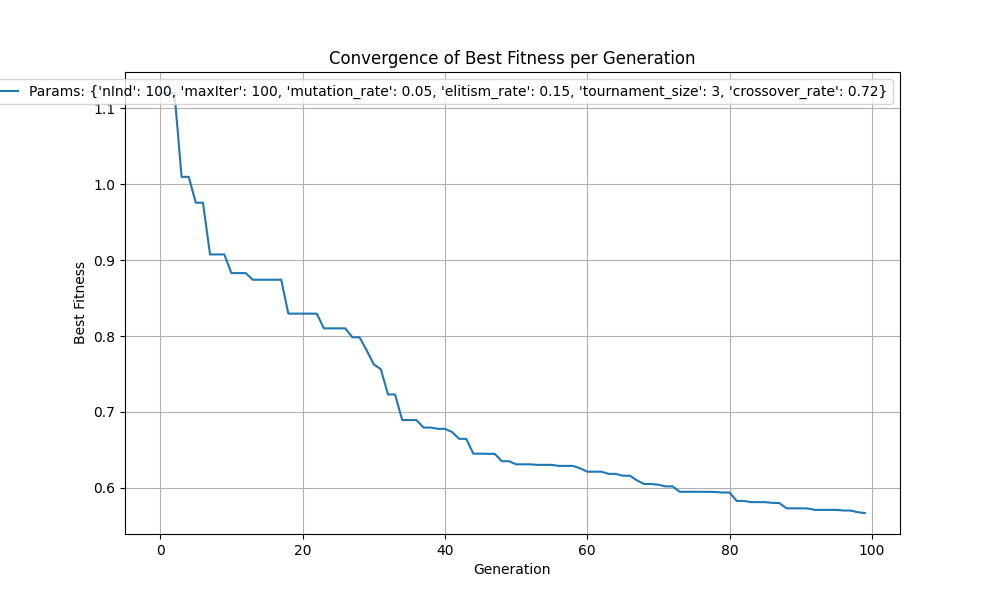 Convergence of Best Fitness per Generation
Params: {'nInd': 100, 'maxIter': 100, 'mutation_rate': 0.05, 'elitism_rate': 0.15, 'tournament_size': 3, 'crossover_rate': 0.72}
1.1
1.0
0.9
0.8
0.7
0.6
Best Fitness
0 20 40 60 80 100
Generation